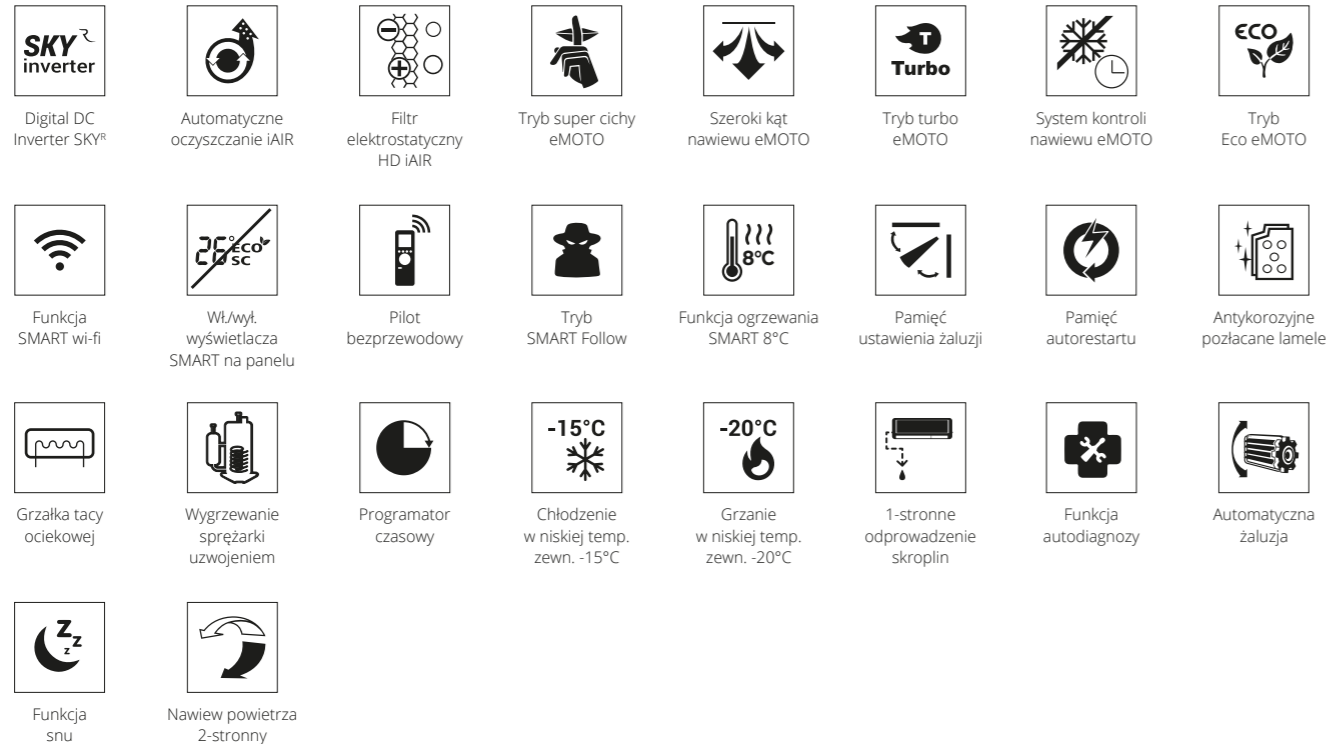 SKY R
inverter
Digital DC
Inverter SKYᴿ
Automatyczne
oczyszczanie iAIR
Filtr
elektrostatyczny
HD iAIR
Tryb super cichy
eMOTO
Szeroki kąt
nawiewu eMOTO
T
Turbo
Tryb turbo
eMOTO
System kontroli
nawiewu eMOTO
ECO
Tryb
Eco eMOTO
Funkcja
SMART wi-fi
26° ECO
SC
Wł./wył.
wyświetlacza
SMART na panelu
Pilot
bezprzewodowy
Tryb
SMART Follow
8°C
Funkcja ogrzewania
SMART 8°C
Pamięć
ustawienia żaluzji
Pamięć
autorestartu
Antykorozyjne
pozłacane lamele
Grzałka tacy
ociekowej
Wygrzewanie
sprężarki
uzwojeniem
Programator
czasowy
-15°C
Chłodzenie
w niskiej temp.
zewn. -15°C
-20°C
Grzanie
w niskiej temp.
zewn. -20°C
1-stronne
odprowadzenie
skroplin
Funkcja
autodiagnozy
Automatyczna
żaluzja
Z z z
Funkcja
snu
Nawiew powietrza
2-stronny